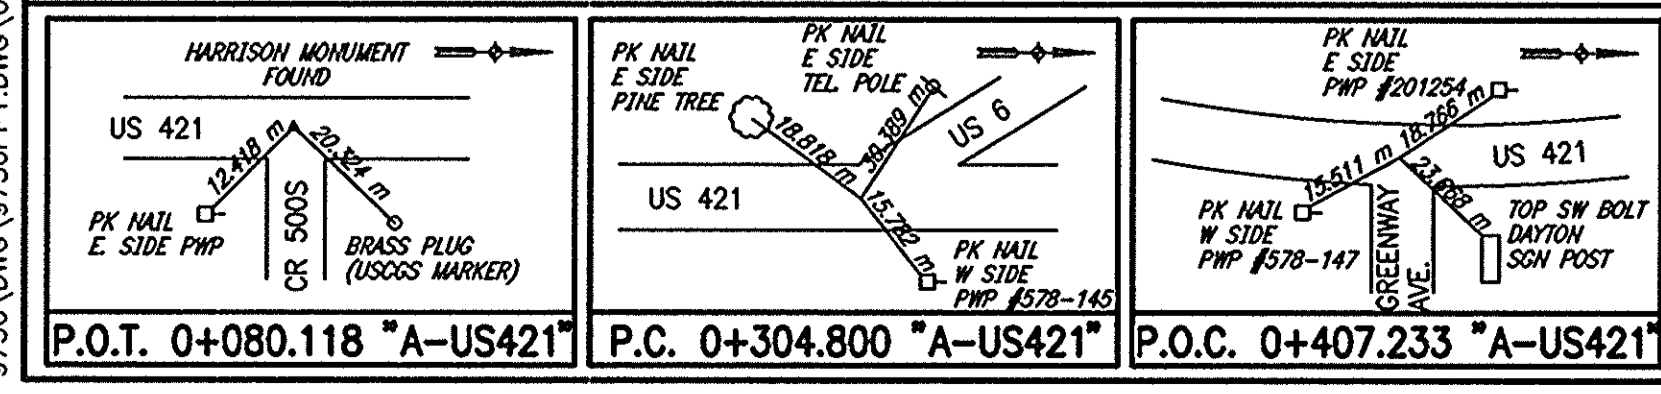 HARRISON MONUMENT
FOUND
US 421
12.418 m
20.324 m
PK NAIL
E. SIDE PWP
CR 500S
BRASS PLUG
(USCGS MARKER)
P.O.T. 0+080.118 "A-US421"
PK NAIL
E SIDE
PINE TREE
PK NAIL
E SIDE
TEL. POLE
18.818 m
38.389 m
US 6
US 421
15.782 m
PK NAIL
W SIDE
PWP #578-145
P.C. 0+304.800 "A-US421"
PK NAIL
E SIDE
PWP #201254
18.766 m
15.511 m
US 421
23.668 m
PK NAIL
W SIDE
PWP #578-147
GREENWAY
AVE.
TOP SW BOLT
DAYTON
SGN POST
P.O.C. 0+407.233 "A-US421"